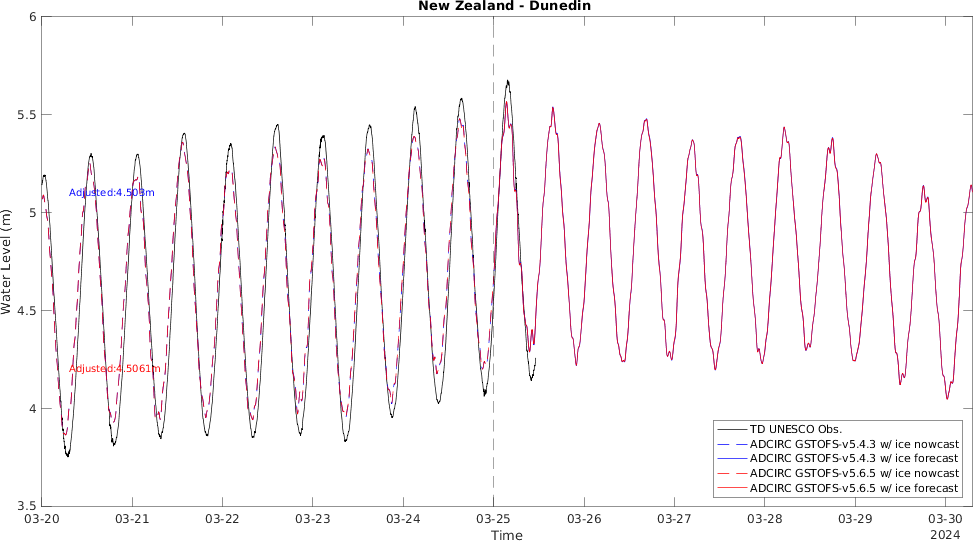 New Zealand - Dunedin
6
5.5
5
4.5
4
3.5
Water Level (m)
Adjusted:4.503m
Adjusted:4.5061m
TD UNESCO Obs.
ADCIRC GSTOFS-v5.4.3 w/ ice nowcast
ADCIRC GSTOFS-v5.4.3 w/ ice forecast
ADCIRC GSTOFS-v5.6.5 w/ ice nowcast
ADCIRC GSTOFS-v5.6.5 w/ ice forecast
03-20 03-21 03-22 03-23 03-24 03-25 03-26 03-27 03-28 03-29 03-30
Time
2024